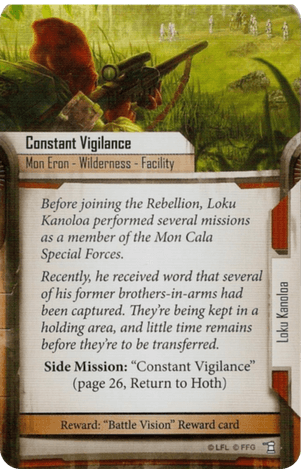 Constant Vigilance
Mon Eron - Wilderness - Facility
Before joining the Rebellion, Loku
Kanoloa performed several missions
as a member of the Mon Cala
Special Forces.
Recently, he received word that several
of his former brothers-in-arms had
been captured. They're being kept in a
holding area, and little time remains
before they're to be transferred.
Side Mission: “Constant Vigilance”
(page 26, Return to Hoth)
Loku Kanoloa
Reward: “Battle Vision” Reward card
© LFL © FFG